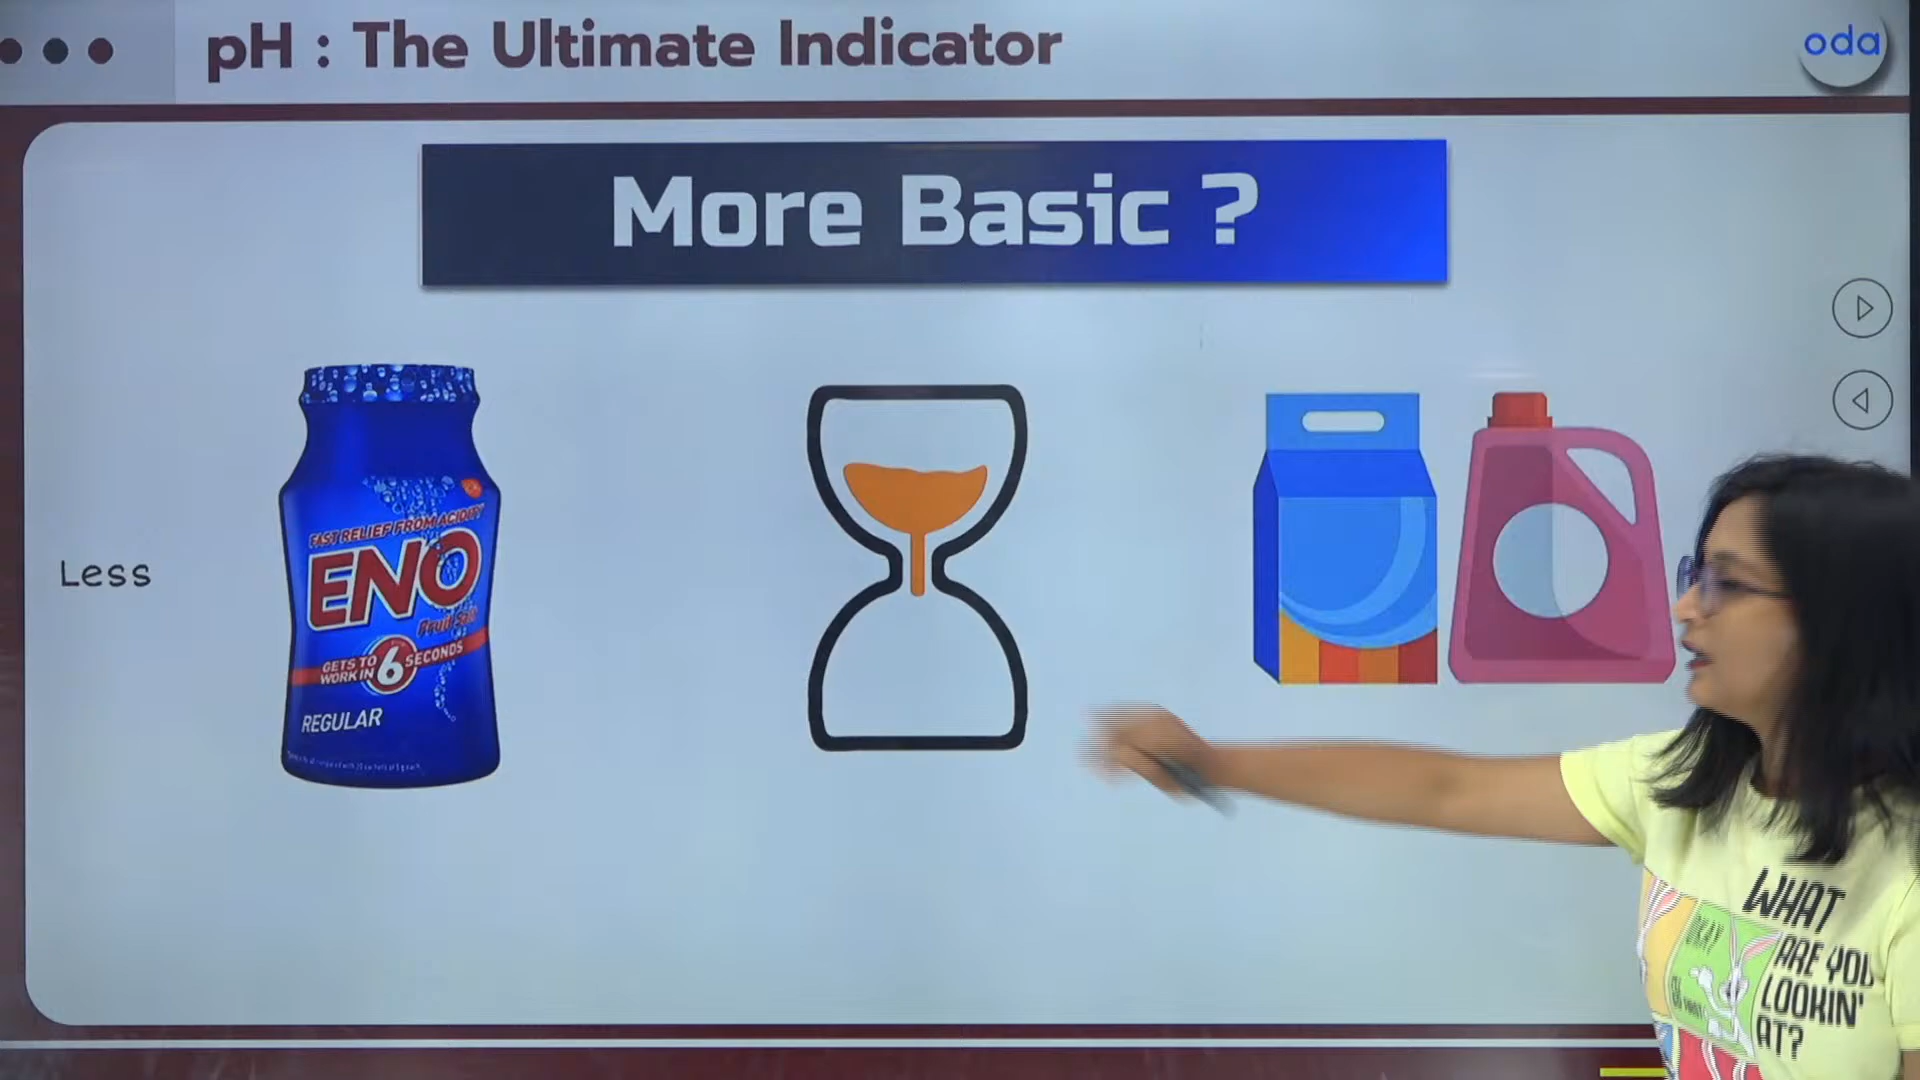 pH : The Ultimate Indicator
oda
More Basic ?
Less
FAST RELIEF FROM ACIDITY
ENO
Fruit Salt
GETS TO
WORK IN
6
SECONDS
REGULAR
WHAT
ARE YOU
LOOKIN'
AT?